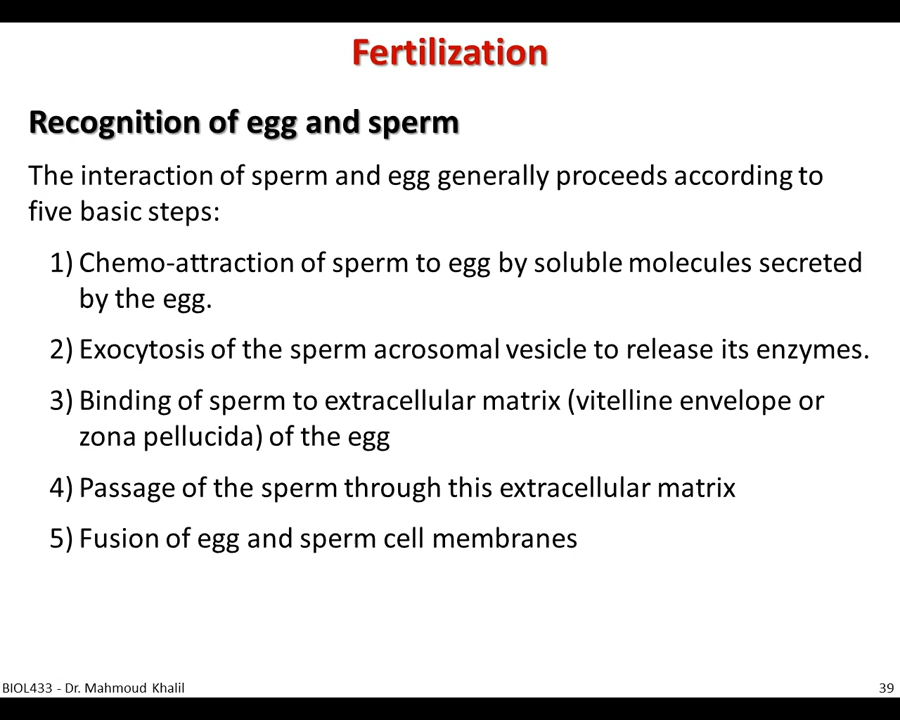 Fertilization
Recognition of egg and sperm
The interaction of sperm and egg generally proceeds according to
five basic steps:
1) Chemo-attraction of sperm to egg by soluble molecules secreted
by the egg.
2) Exocytosis of the sperm acrosomal vesicle to release its enzymes.
3) Binding of sperm to extracellular matrix (vitelline envelope or
zona pellucida) of the egg
4) Passage of the sperm through this extracellular matrix
5) Fusion of egg and sperm cell membranes
BIOL433 - Dr. Mahmoud Khalil
39